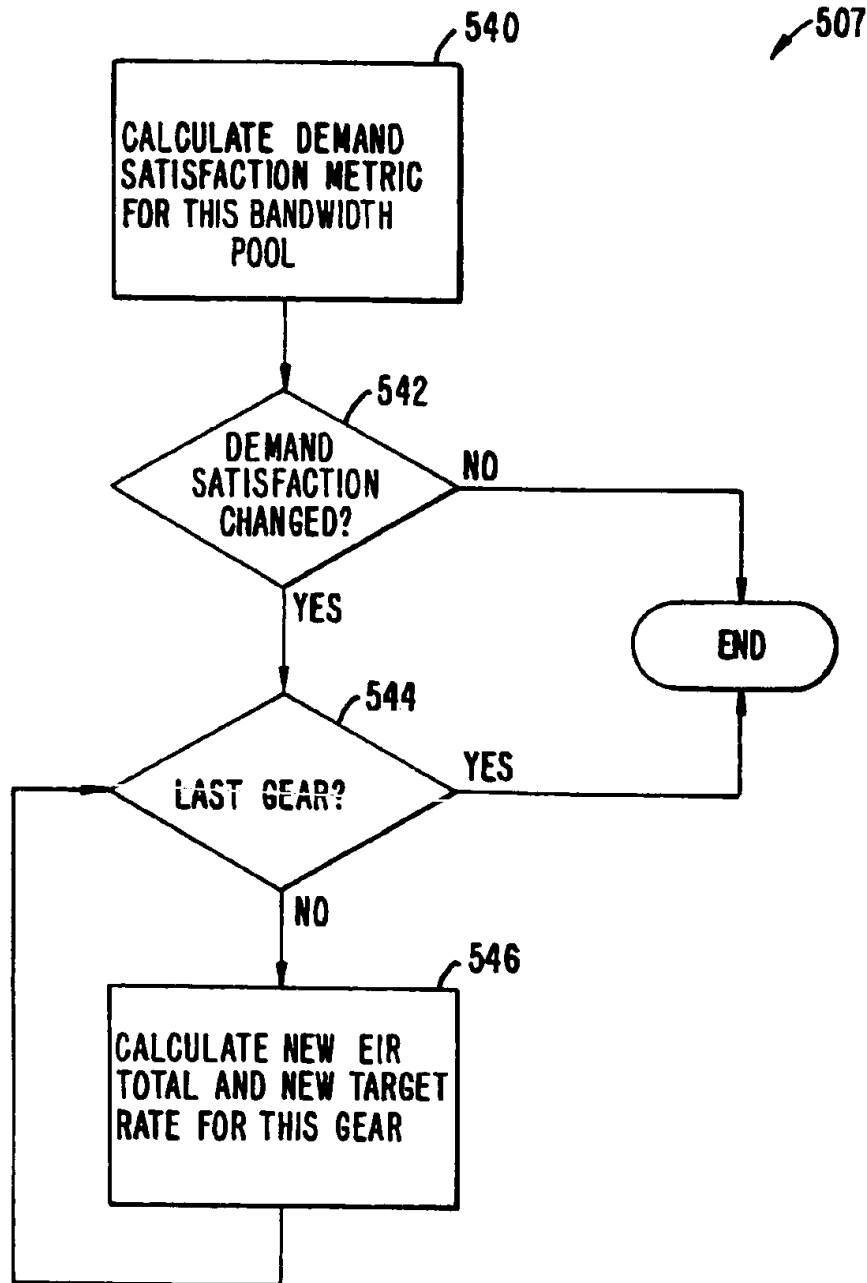 540
507
CALCULATE DEMAND
SATISFACTION METRIC
FOR THIS BANDWIDTH
POOL
542
DEMAND
SATISFACTION
CHANGED?
NO
YES
END
544
LAST GEAR?
YES
NO
546
CALCULATE NEW EIR
TOTAL AND NEW TARGET
RATE FOR THIS GEAR